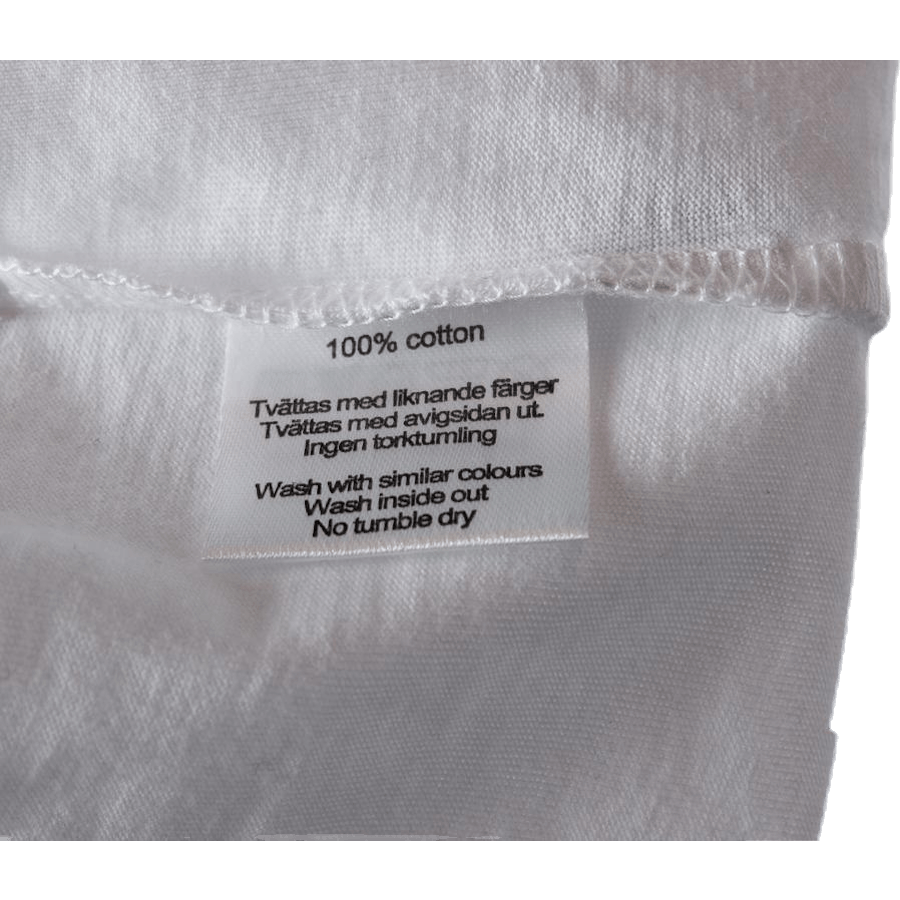 100% cotton
Tvättas med liknande färger
Tvättas med avigsidan ut.
Ingen torktumling
Wash with similar colours
Wash inside out
No tumble dry